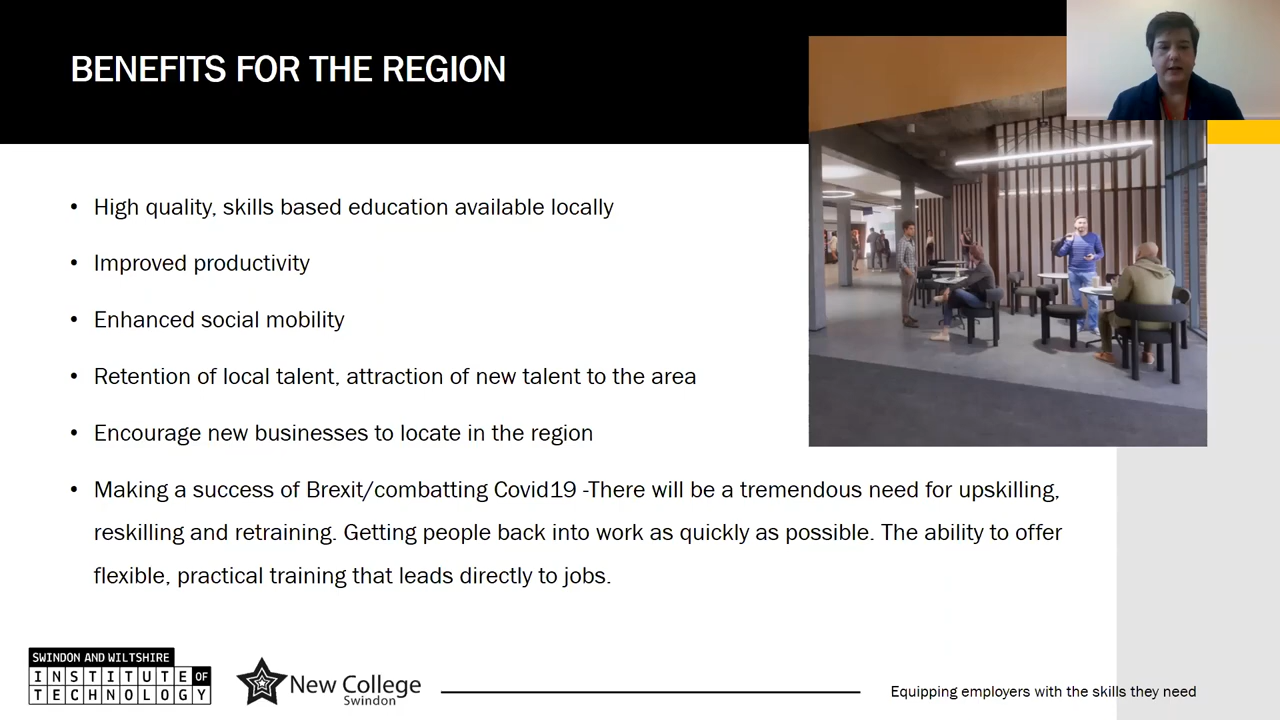 BENEFITS FOR THE REGION
• High quality, skills based education available locally
• Improved productivity
• Enhanced social mobility
• Retention of local talent, attraction of new talent to the area
• Encourage new businesses to locate in the region
• Making a success of Brexit/combatting Covid19 -There will be a tremendous need for upskilling,
reskilling and retraining. Getting people back into work as quickly as possible. The ability to offer
flexible, practical training that leads directly to jobs.
SWINDON AND WILTSHIRE
INSTITUTE OF
TECHNOLOGY
New College
Swindon
Equipping employers with the skills they need